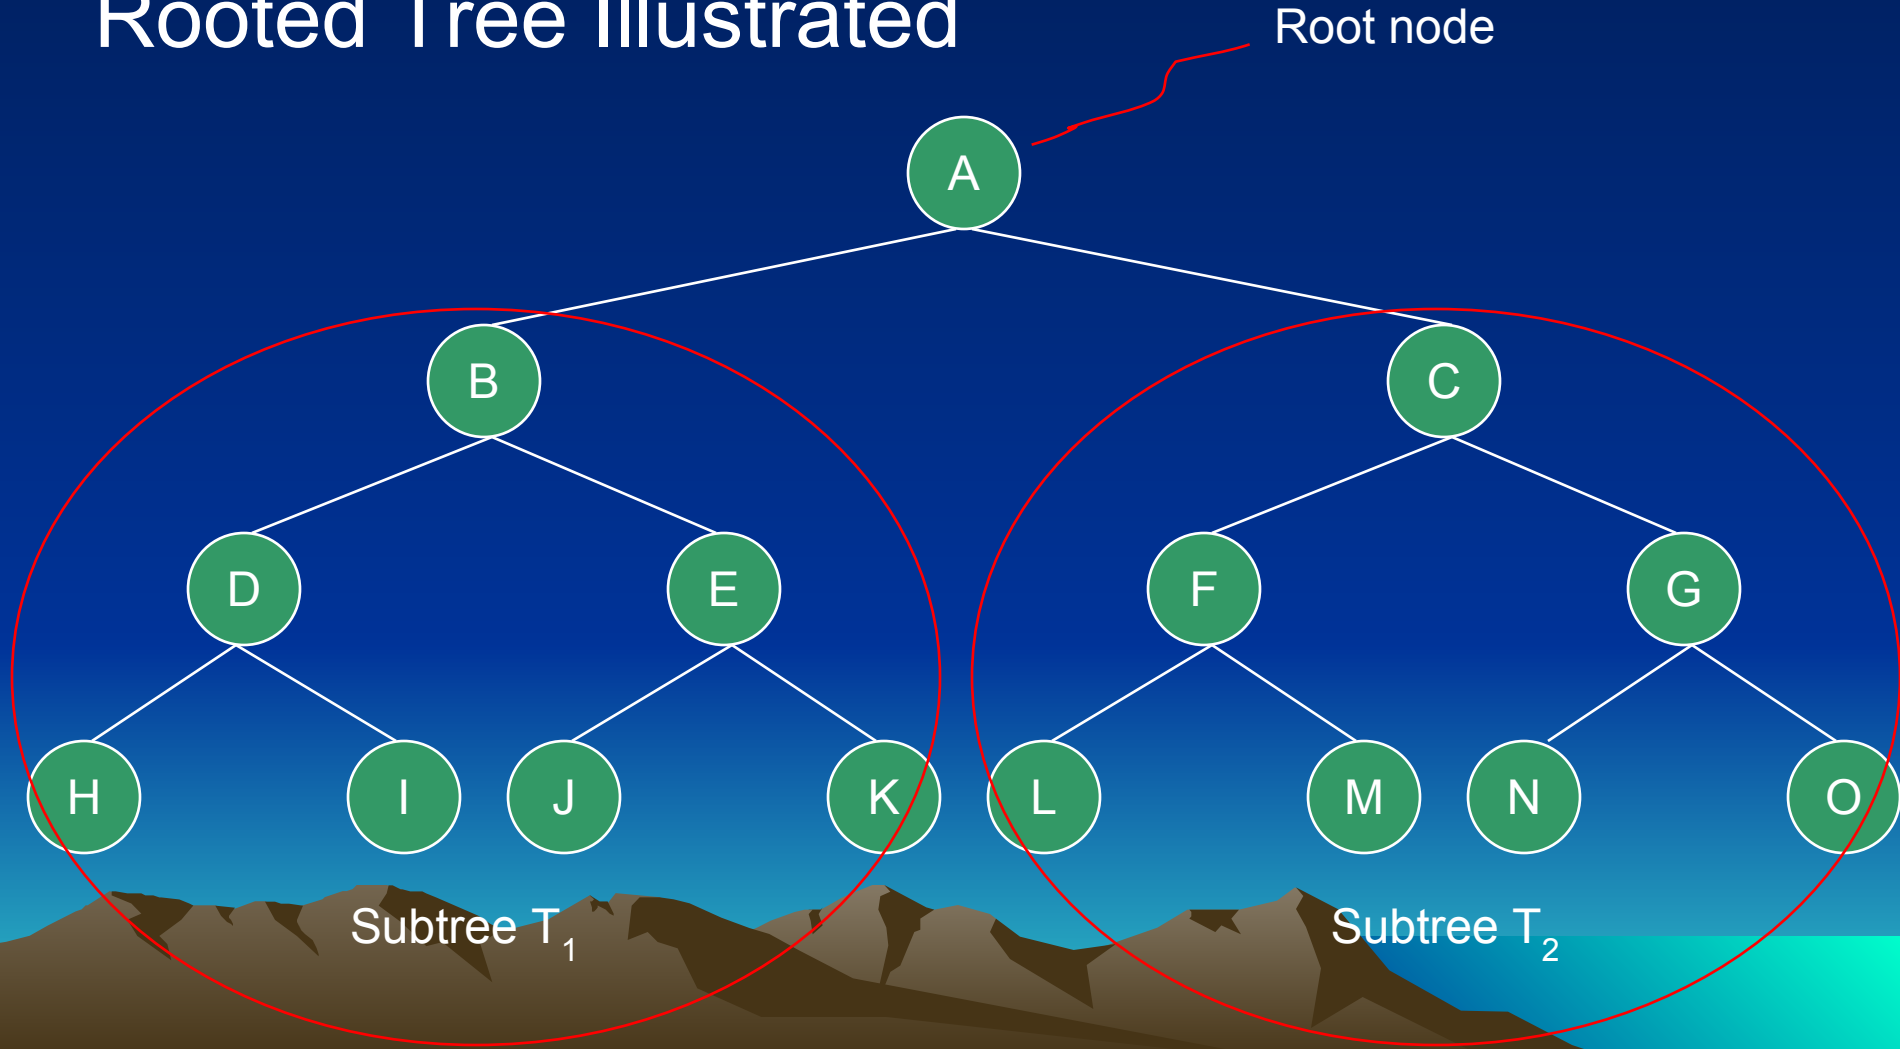 Rooted Tree Illustrated
Root node
A
B
C
D
E
F
G
H
I
J
K
L
M
N
O
Subtree T1
Subtree T2